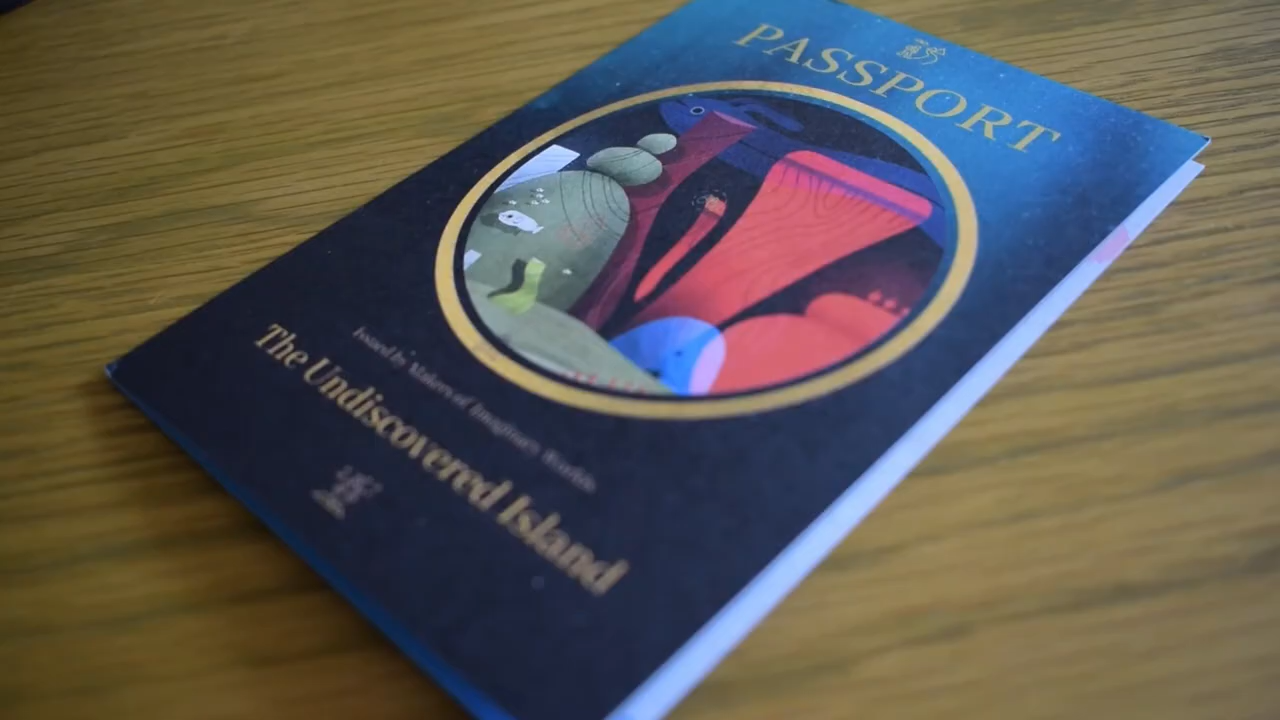 PASSPORT
Issued by Makers of Imaginary Worlds
The Undiscovered Island